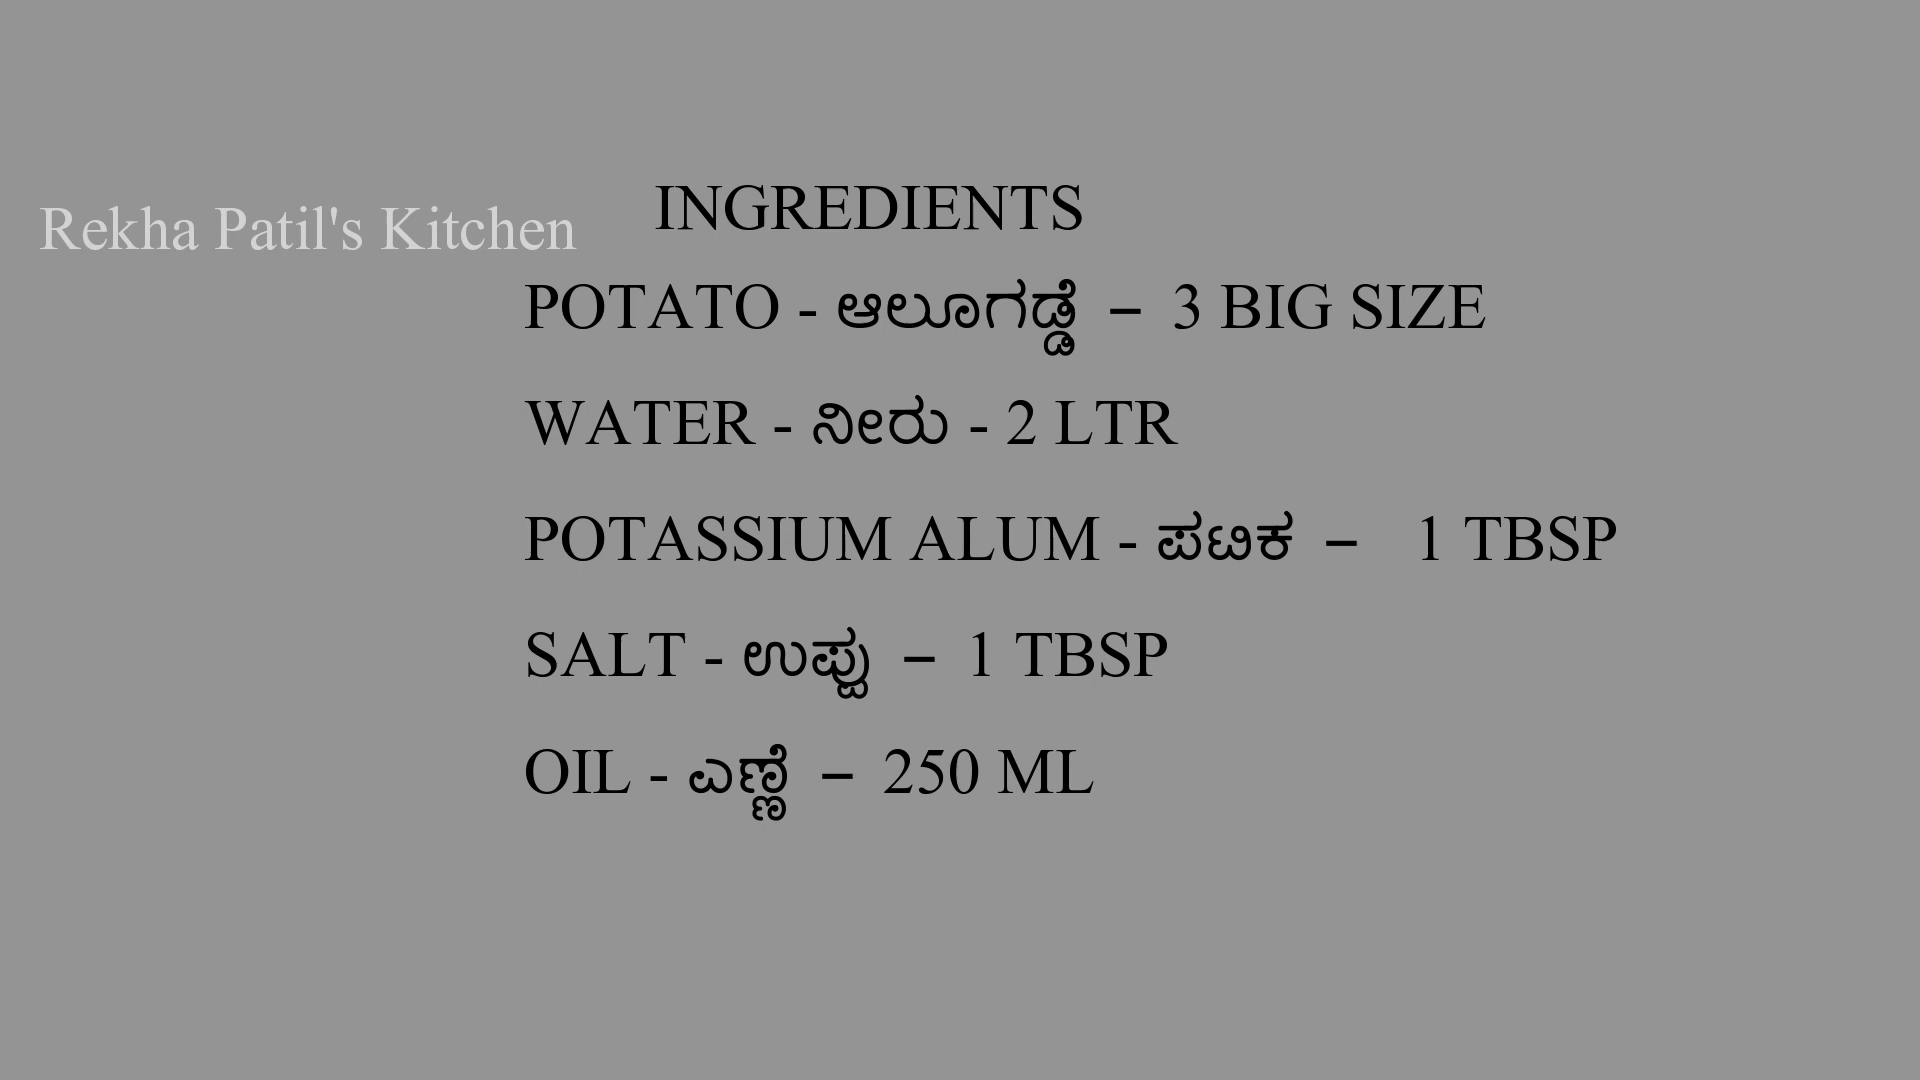 INGREDIENTS
Rekha Patil's Kitchen
POTATO - ಆಲೂಗಡ್ಡೆ – 3 BIG SIZE
WATER - ನೀರು - 2 LTR
POTASSIUM ALUM - ಪಟಿಕ – 1 TBSP
SALT - ಉಪ್ಪು – 1 TBSP
OIL - ಎಣ್ಣೆ – 250 ML